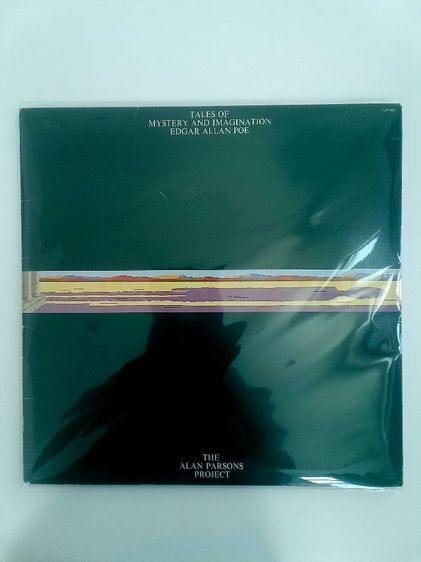 TALES OF
MYSTERY AND IMAGINATION
EDGAR ALLAN POE
THE
ALAN PARSONS
PROJECT